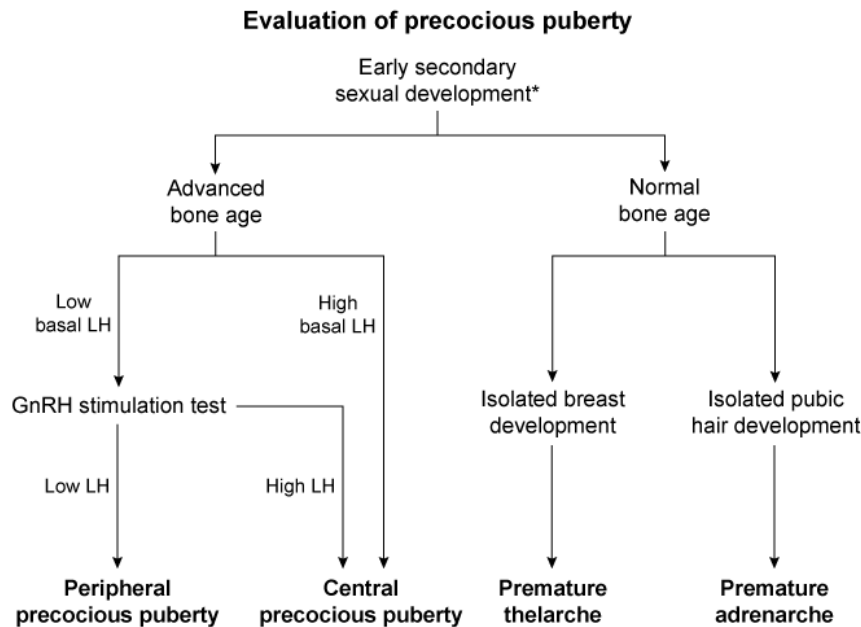 Evaluation of precocious puberty
Early secondary
sexual development*
Advanced
bone age
Normal
bone age
Low
basal LH
High
basal LH
GnRH stimulation test
Isolated breast
development
Isolated pubic
hair development
Low LH
High LH
Peripheral
precocious puberty
Central
precocious puberty
Premature
thelarche
Premature
adrenarche